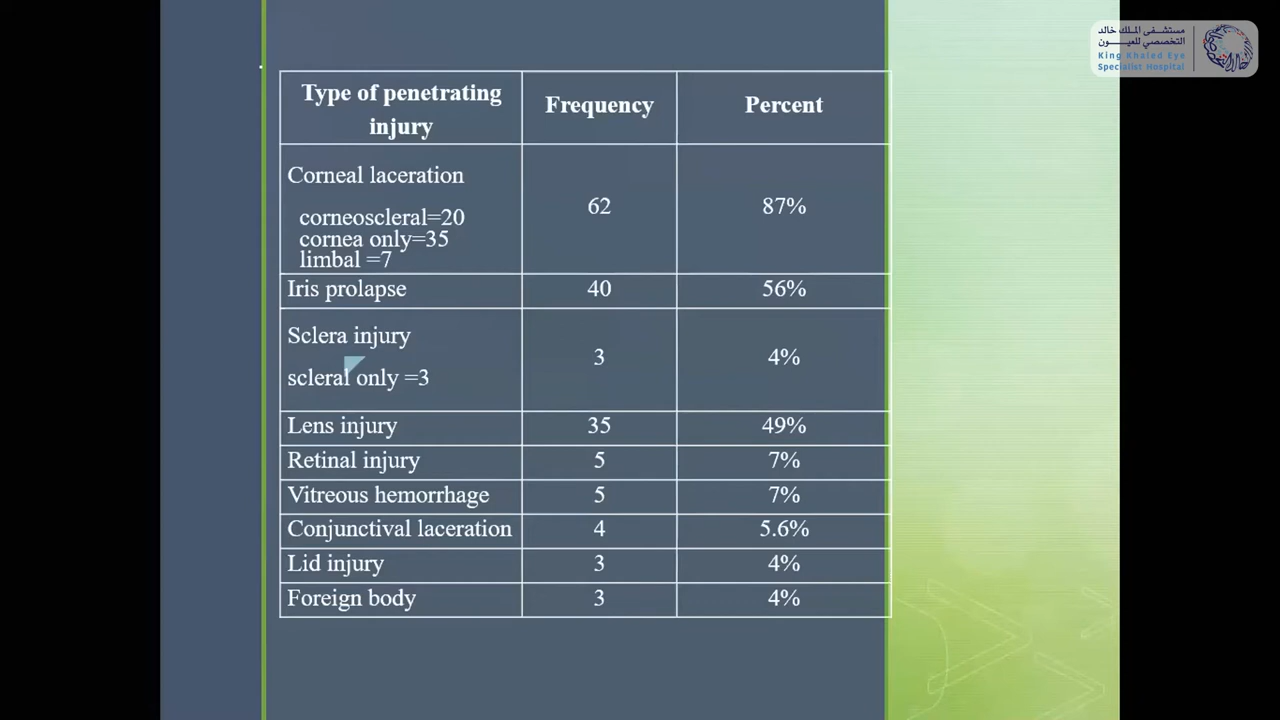 مستشفى الملك خالد
التخصصي للعيون
King Khaled Eye
Specialist Hospital
Type of penetrating injury Frequency Percent
Corneal laceration
corneoscleral=20
cornea only=35
limbal =7
62 87%
Iris prolapse 40 56%
Sclera injury
scleral only =3
3 4%
Lens injury 35 49%
Retinal injury 5 7%
Vitreous hemorrhage 5 7%
Conjunctival laceration 4 5.6%
Lid injury 3 4%
Foreign body 3 4%